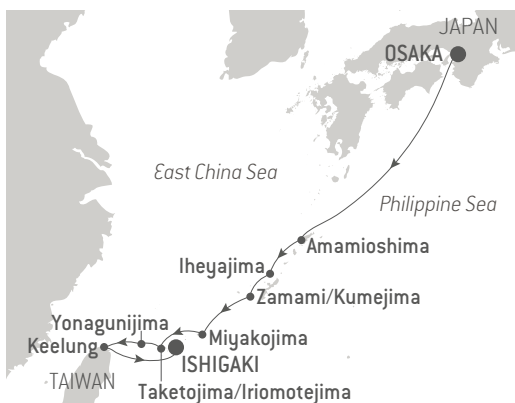 JAPAN
OSAKA
East China Sea
Philippine Sea
Amamioshima
Iheyajima
Zamami/Kumejima
Yonagunijima
Miyakojima
Keelung
ISHIGAKI
TAIWAN
Taketojima/Iriomotejima